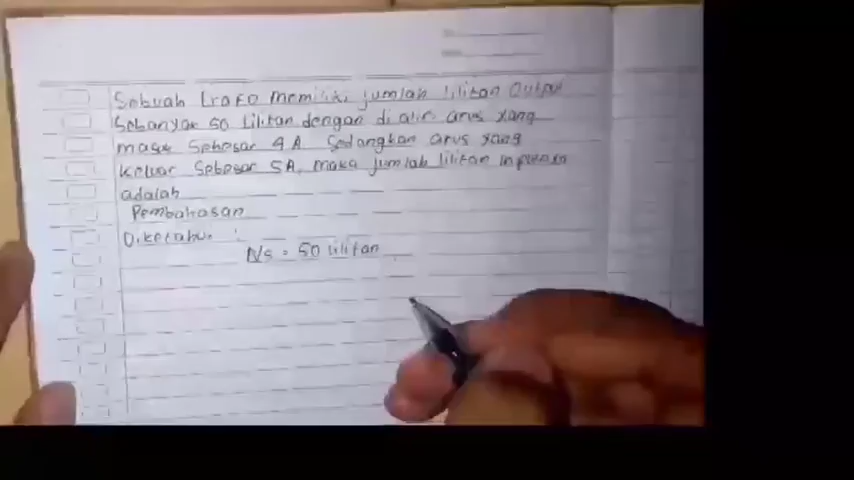 Sebuah trafo memiliki jumlah lilitan Output
Sebanyak 50 Lilitan dengan di aliri arus yang
masuk Sebesar 4 A Sedangkan arus yang
Keluar Sebesar 5A, maka jumlah lilitan inputnya
adalah
Pembahasan
Diketahui :
Ns = 50 lilitan